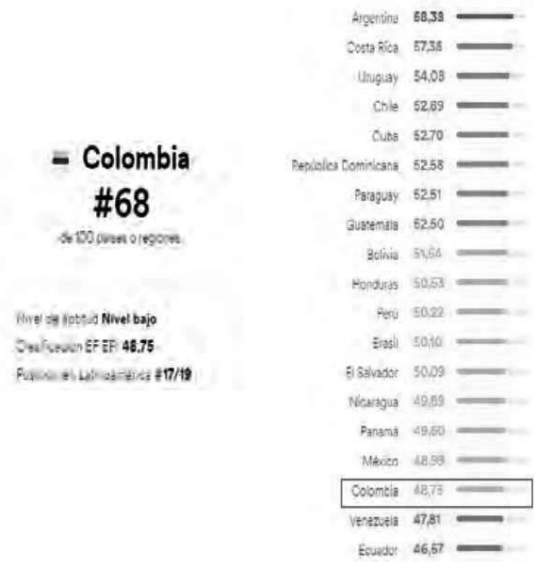 Colombia
#68
de 100 países o regiones
Nivel de aptitud Nivel bajo
Clasificación EF EPI 48.75
Posición en Latinoamérica #17/19
Argentina 58,38
Costa Rica 57,38
Uruguay 54,08
Chile 52,89
Cuba 52,70
República Dominicana 52,58
Paraguay 52,51
Guatemala 52,50
Bolivia 51,64
Honduras 50,53
Perú 50,22
Brasil 50,10
El Salvador 50,09
Nicaragua 49,89
Panamá 49,60
México 48,99
Colombia 48,75
Venezuela 47,81
Ecuador 46,57